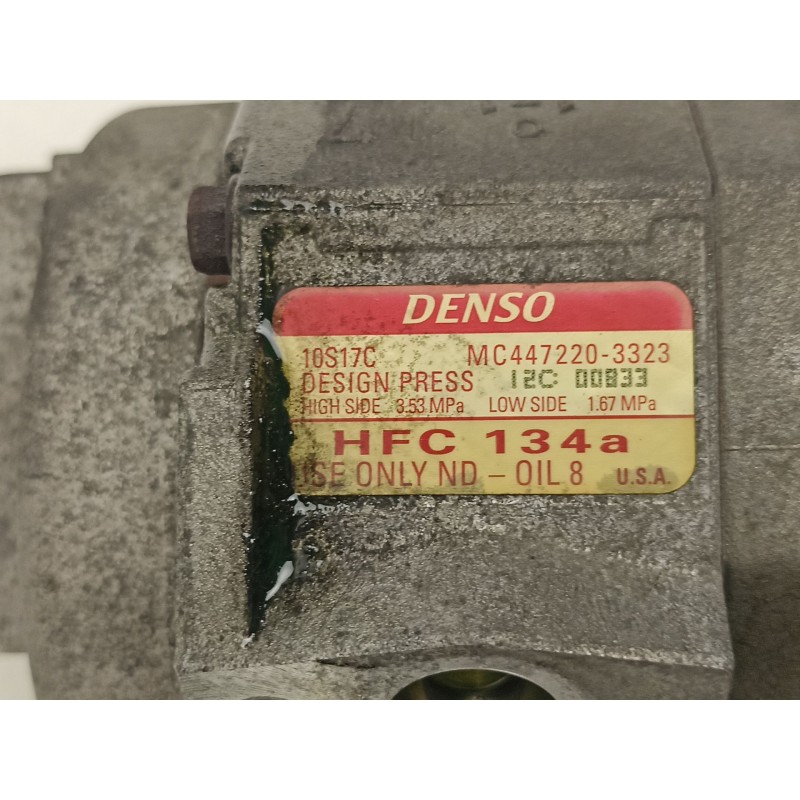 DENSO
10S17C MC447220-3323
DESIGN PRESS 12C 00833
HIGH SIDE 3.53 MPa LOW SIDE 1.67 MPa
HFC 134a
USE ONLY ND - OIL 8 U.S.A.